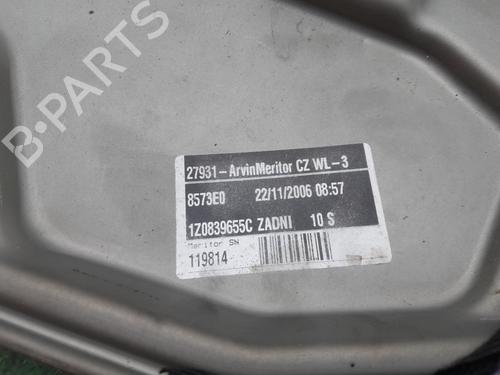 B-PARTS
27931-ArvinMeritor CZ WL-3
8573E0 22/11/2006 08:57
1Z0839655C ZADNI 10 S
Meritor SN
119814